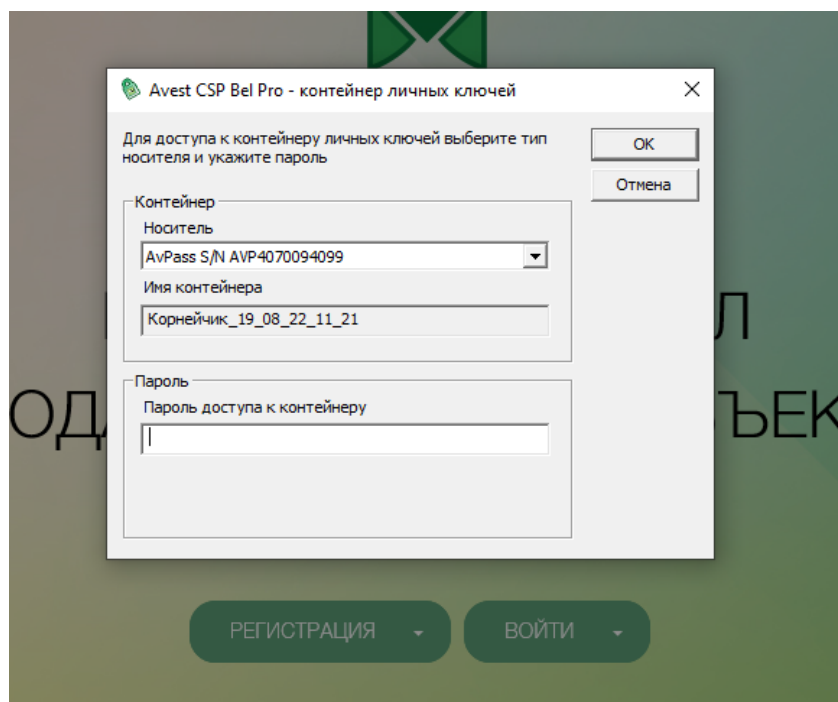 Avest CSP Bel Pro - контейнер личных ключей
Для доступа к контейнеру личных ключей выберите тип
носителя и укажите пароль
OK
Отмена
Контейнер
Носитель
AvPass S/N AVP4070094099
Имя контейнера
Корнейчик_19_08_22_11_21
Пароль
Пароль доступа к контейнеру
РЕГИСТРАЦИЯ
ВОЙТИ